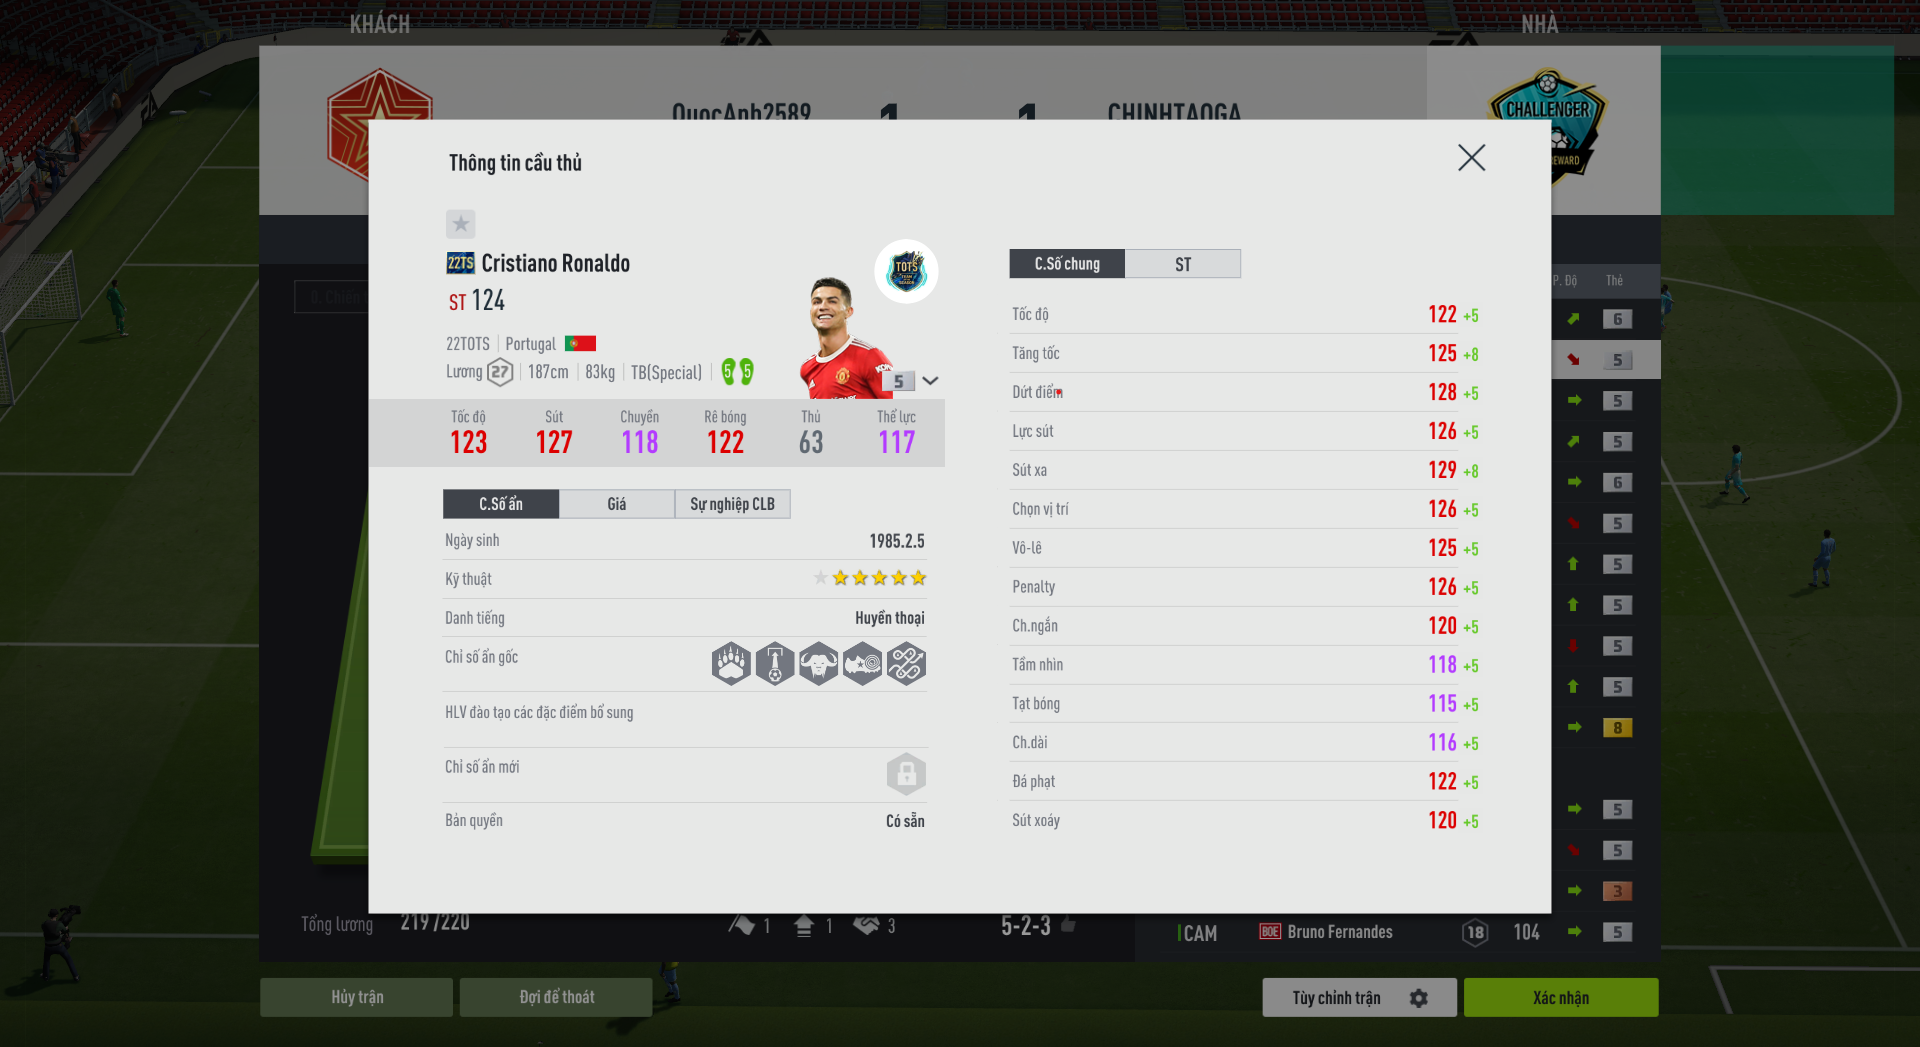 KHÁCH
NHÀ
QuocAnh2589 1 1 CHINHTAOGA
CHALLENGER
REWARD
Thông tin cầu thủ
22TS Cristiano Ronaldo
TOTS
ST 124
22TOTS Portugal
Lương 27 187cm 83kg TB(Special) 5 5
5
Tốc độ Sút Chuyền Rê bóng Thủ Thể lực
123 127 118 122 63 117
C.Số ẩn Giá Sự nghiệp CLB
Ngày sinh 1985.2.5
Kỹ thuật
Danh tiếng Huyền thoại
Chỉ số ẩn gốc
HLV đào tạo các đặc điểm bổ sung
Chỉ số ẩn mới
Bản quyền Có sẵn
C.Số chung ST
Tốc độ 122 +5
Tăng tốc 125 +8
Dứt điểm 128 +5
Lực sút 126 +5
Sút xa 129 +8
Chọn vị trí 126 +5
Vô-lê 125 +5
Penalty 126 +5
Ch.ngắn 120 +5
Tầm nhìn 118 +5
Tạt bóng 115 +5
Ch.dài 116 +5
Đá phạt 122 +5
Sút xoáy 120 +5
P. Độ Thẻ
6
5
5
5
6
5
5
5
5
5
8
5
5
3
Đ. Chiến
Tổng lương 219/220 1 1 3 5-2-3
CAM BOE Bruno Fernandes 18 104 5
Hủy trận Đợi để thoát Tùy chỉnh trận Xác nhận